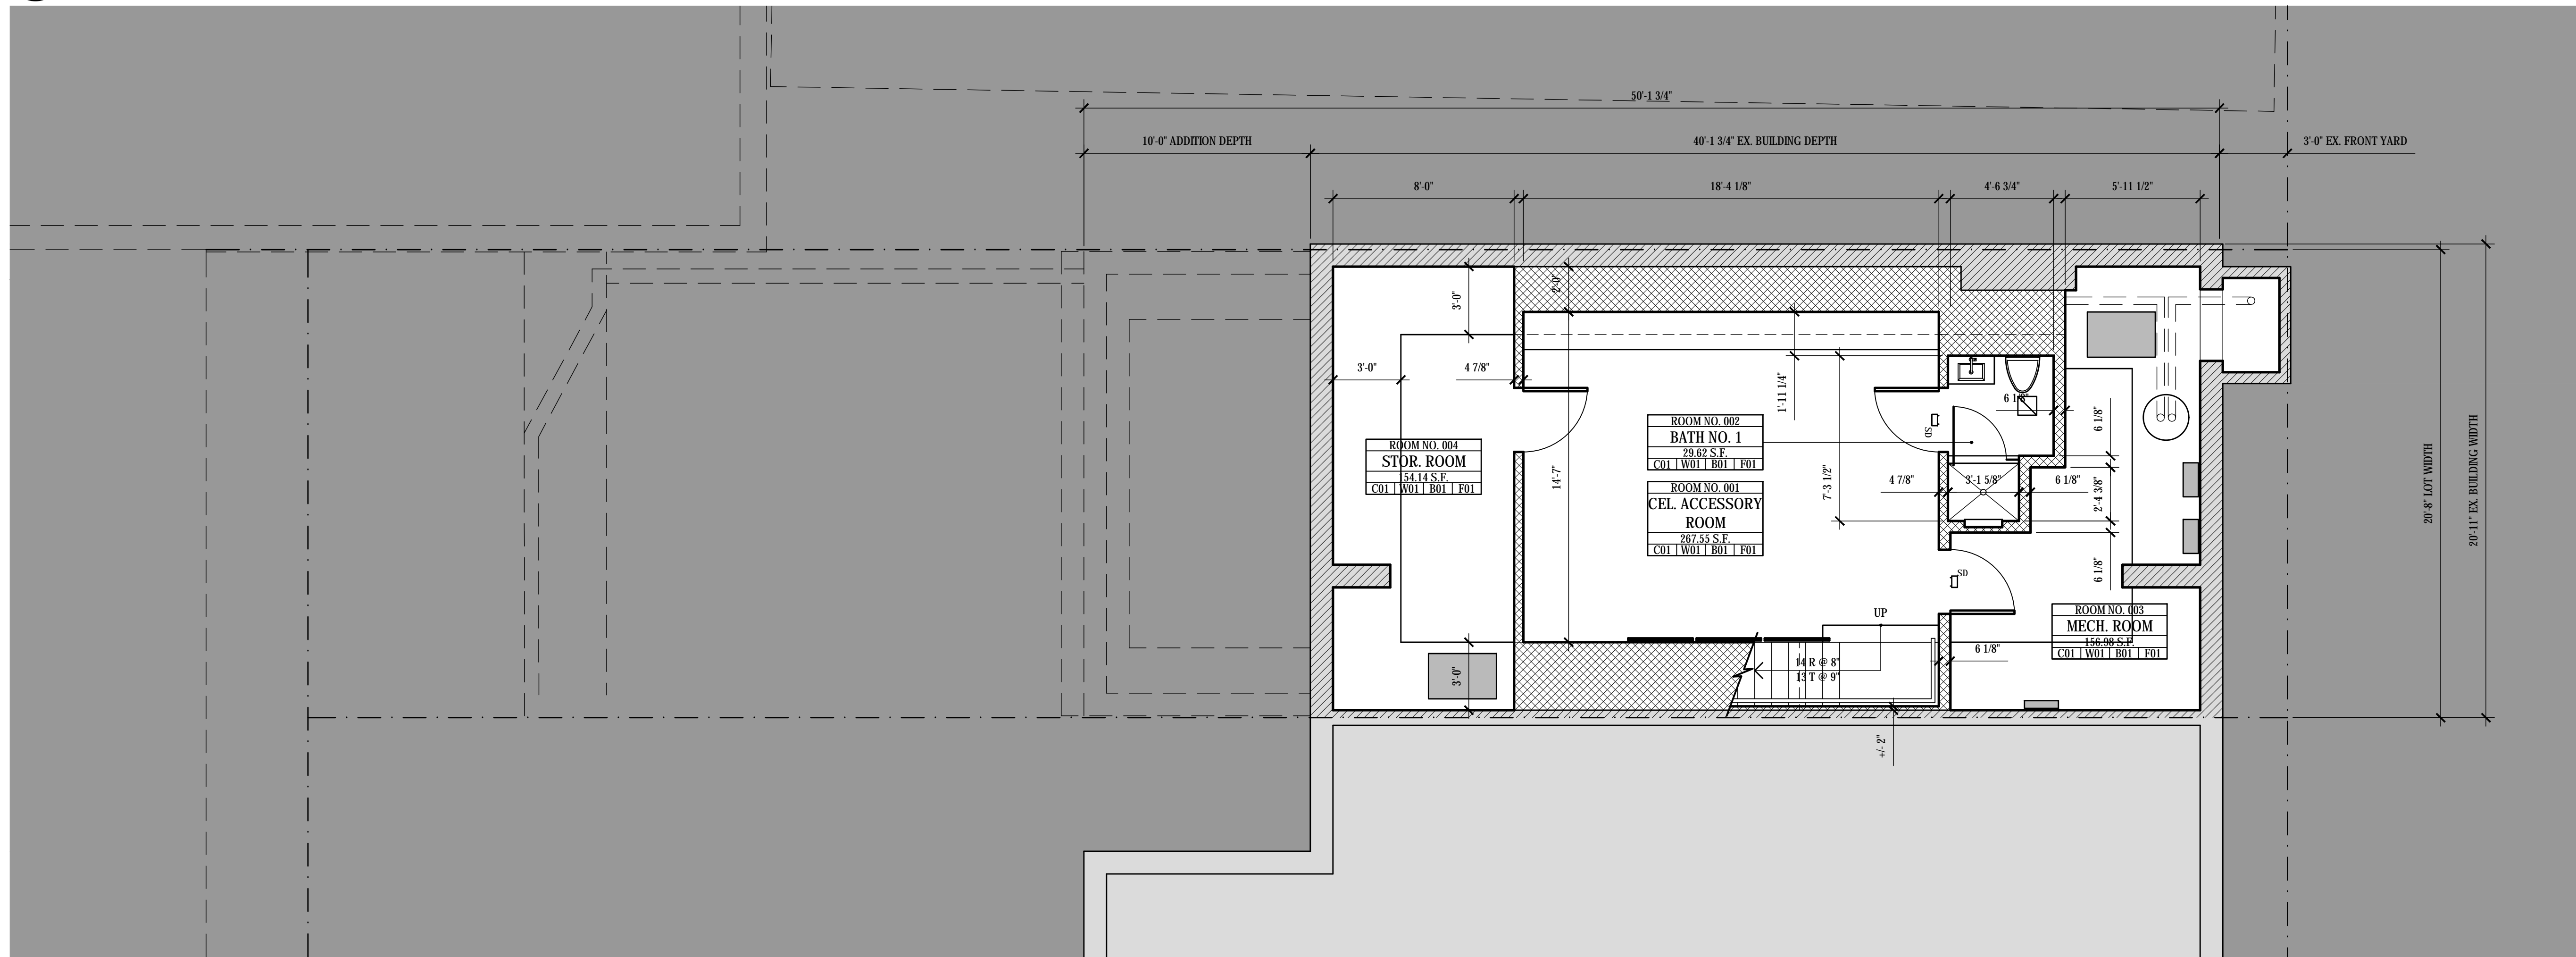 50'-1 3/4"
10'-0" ADDITION DEPTH
40'-1 3/4" EX. BUILDING DEPTH
3'-0" EX. FRONT YARD
8'-0"
18'-4 1/8"
4'-6 3/4"
5'-11 1/2"
3'-0"
2'-0"
3'-0"
4 7/8"
1'-11 1/4"
6 1/8"
6 1/8"
SD
ROOM NO. 002
BATH NO. 1
29.62 S.F.
C01 W01 B01 F01
ROOM NO. 004
STOR. ROOM
154.14 S.F.
C01 W01 B01 F01
14'-7"
7'-3 1/2"
ROOM NO. 001
CEL. ACCESSORY
ROOM
267.55 S.F.
C01 W01 B01 F01
4 7/8"
3'-1 5/8"
6 1/8"
2'-4 3/8"
20'-8" LOT WIDTH
20'-11" EX. BUILDING WIDTH
SD
6 1/8"
UP
ROOM NO. 003
MECH. ROOM
156.98 S.F.
C01 W01 B01 F01
6 1/8"
14 R @ 8"
13 T @ 9"
3'-0"
+/- 2"